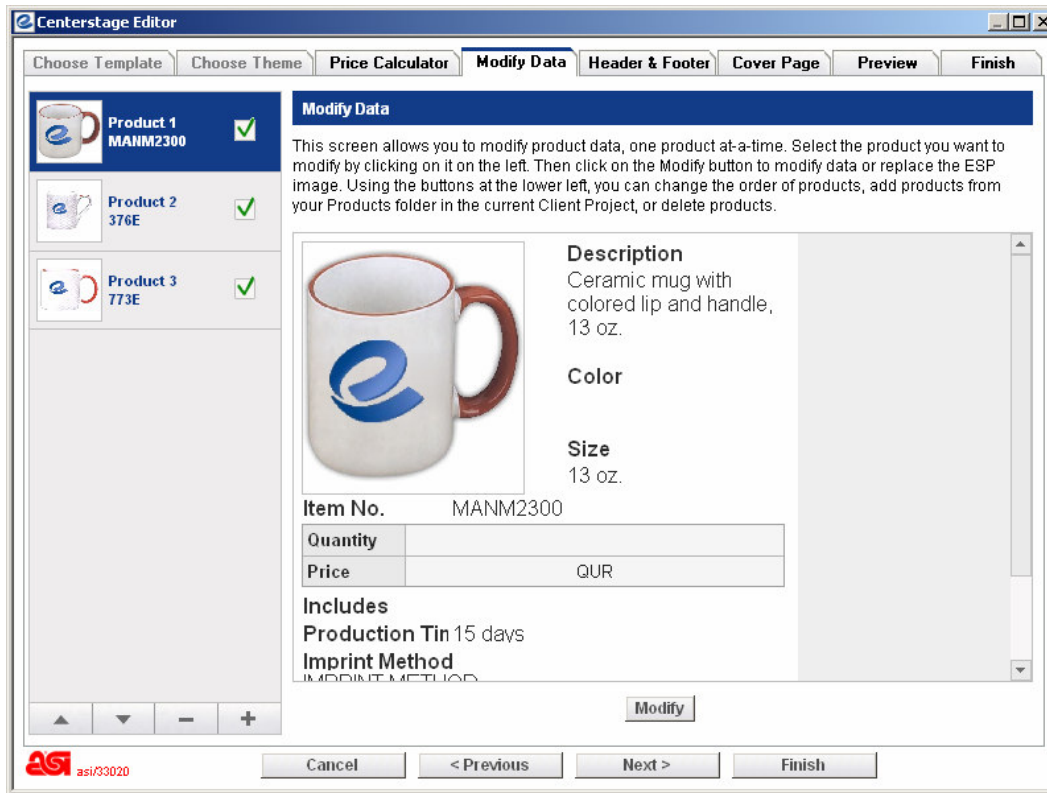 Centerstage Editor
Choose Template
Choose Theme
Price Calculator
Modify Data
Header & Footer
Cover Page
Preview
Finish
Product 1
MANM2300
Product 2
376E
Product 3
773E
Modify Data
This screen allows you to modify product data, one product at-a-time. Select the product you want to
modify by clicking on it on the left. Then click on the Modify button to modify data or replace the ESP
image. Using the buttons at the lower left, you can change the order of products, add products from
your Products folder in the current Client Project, or delete products.
Description
Ceramic mug with
colored lip and handle,
13 oz.
Color
Size
13 oz.
Item No. MANM2300
Quantity
Price QUR
Includes
Production Tin 15 days
Imprint Method
IMPRINT METHOD
Modify
asi asi/33020
Cancel
< Previous
Next >
Finish